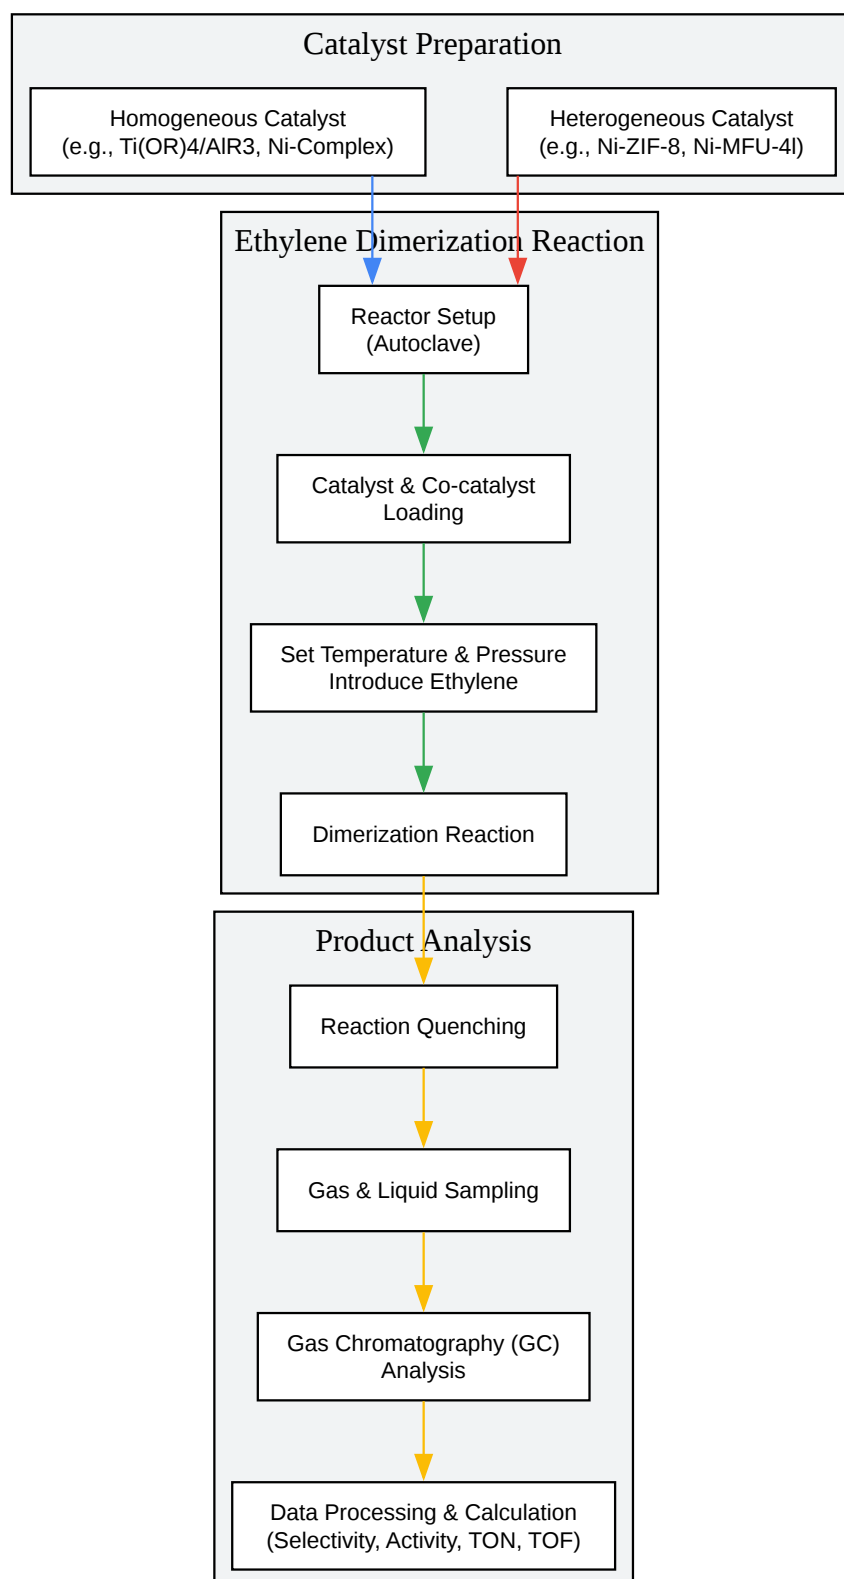 Catalyst Preparation
Homogeneous Catalyst
(e.g., Ti(OR)4/AlR3, Ni-Complex)
Heterogeneous Catalyst
(e.g., Ni-ZIF-8, Ni-MFU-4l)
Ethylene Dimerization Reaction
Reactor Setup
(Autoclave)
Catalyst & Co-catalyst
Loading
Set Temperature & Pressure
Introduce Ethylene
Dimerization Reaction
Product Analysis
Reaction Quenching
Gas & Liquid Sampling
Gas Chromatography (GC)
Analysis
Data Processing & Calculation
(Selectivity, Activity, TON, TOF)